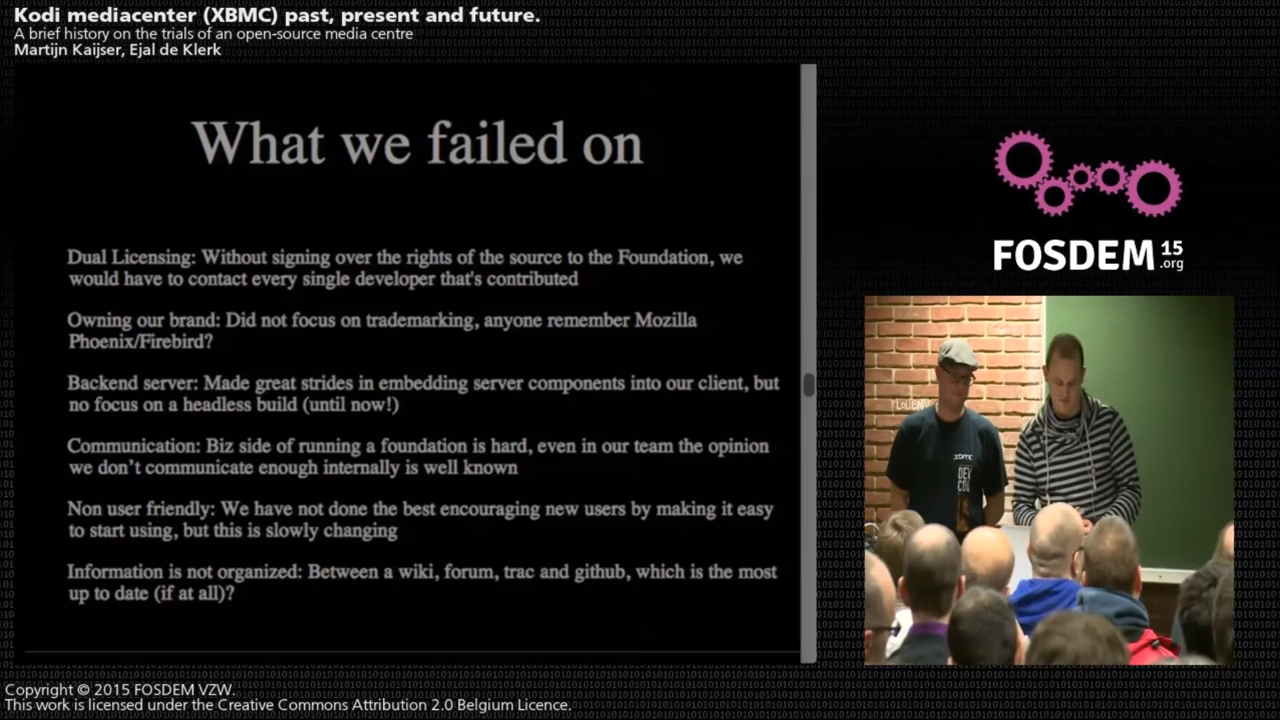 Kodi mediacenter (XBMC) past, present and future.
A brief history on the trials of an open-source media centre
Martijn Kaijser, Ejal de Klerk
What we failed on
Dual Licensing: Without signing over the rights of the source to the Foundation, we
would have to contact every single developer that's contributed
Owning our brand: Did not focus on trademarking, anyone remember Mozilla
Phoenix/Firebird?
Backend server: Made great strides in embedding server components into our client, but
no focus on a headless build (until now!)
Communication: Biz side of running a foundation is hard, even in our team the opinion
we don’t communicate enough internally is well known
Non user friendly: We have not done the best encouraging new users by making it easy
to start using, but this is slowly changing
Information is not organized: Between a wiki, forum, trac and github, which is the most
up to date (if at all)?
FOSDEM 15
.org
xbmc
DEV
CON
Copyright © 2015 FOSDEM VZW.
This work is licensed under the Creative Commons Attribution 2.0 Belgium Licence.